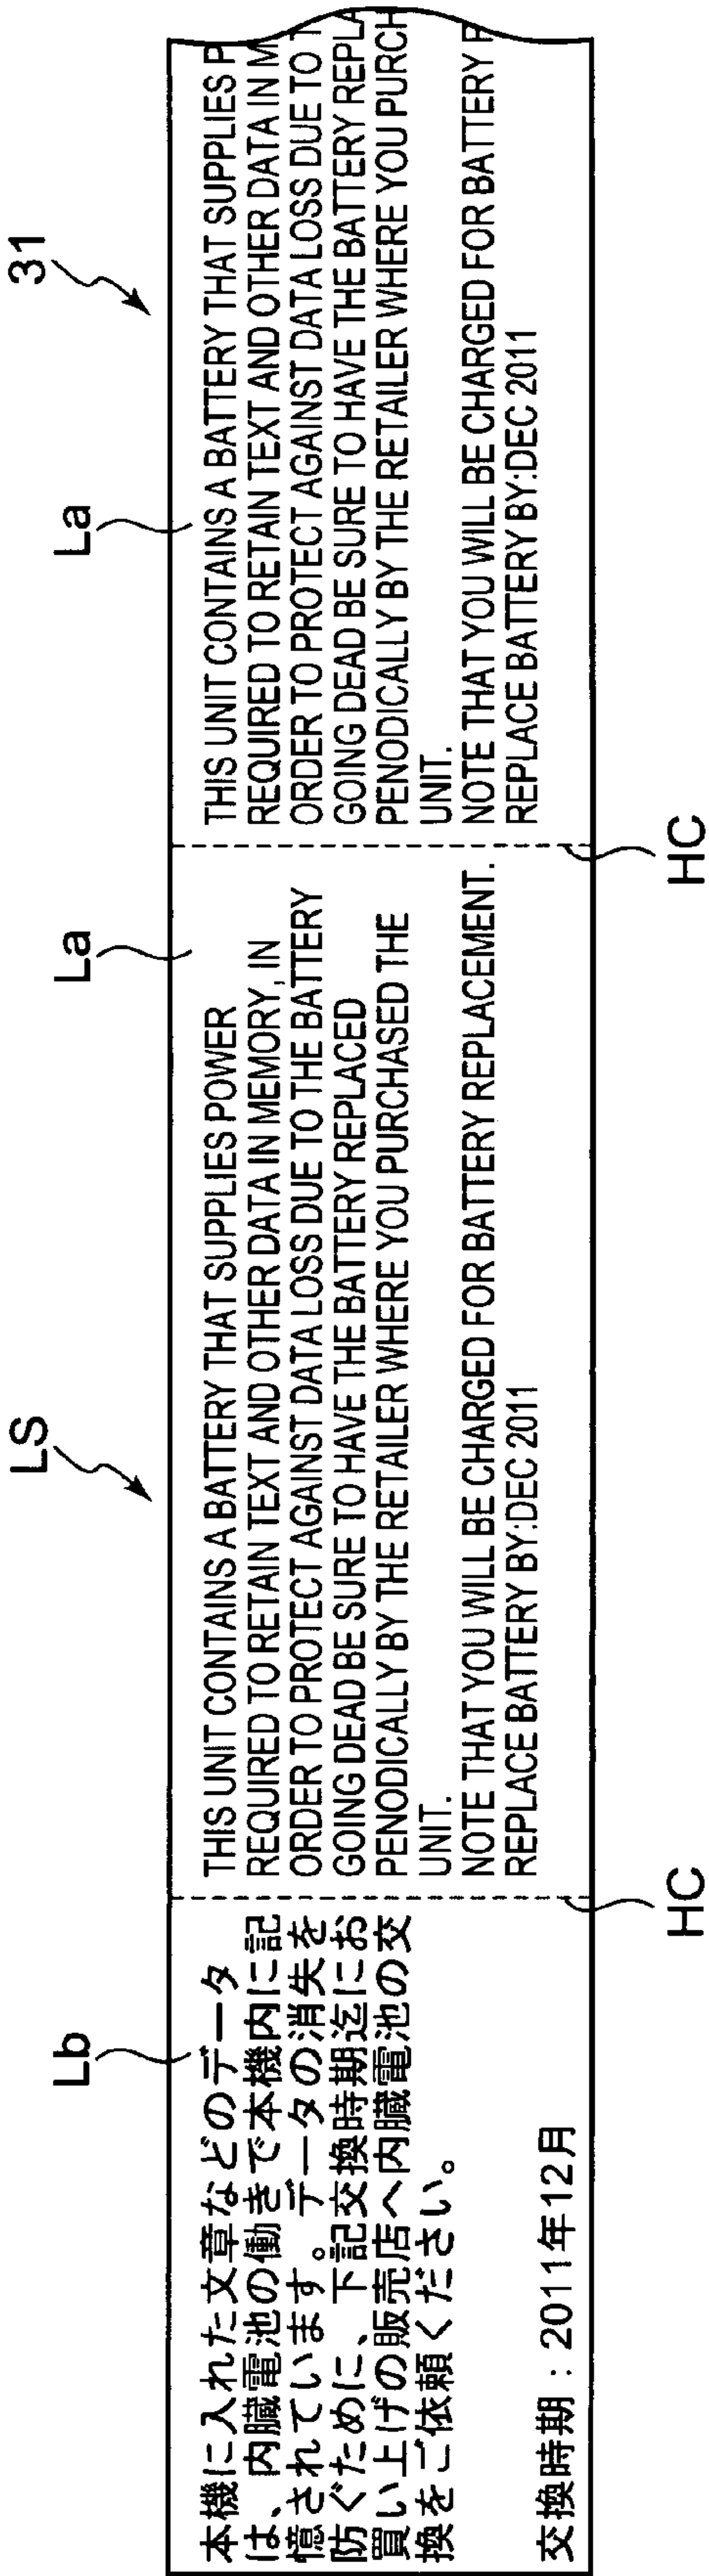 LS
31
Lb
La
La
本機に入れた文章などのデータ
は、内臓電池の働きで本機内に記
憶されています。データの消失を
防ぐために、下記交換時期迄にお
買い上げの販売店へ内臓電池の交
換をご依頼ください。
交換時期：2011年12月
THIS UNIT CONTAINS A BATTERY THAT SUPPLIES POWER
REQUIRED TO RETAIN TEXT AND OTHER DATA IN MEMORY, IN
ORDER TO PROTECT AGAINST DATA LOSS DUE TO THE BATTERY
GOING DEAD BE SURE TO HAVE THE BATTERY REPLACED
PENODICALLY BY THE RETAILER WHERE YOU PURCHASED THE
UNIT.
NOTE THAT YOU WILL BE CHARGED FOR BATTERY REPLACEMENT.
REPLACE BATTERY BY:DEC 2011
THIS UNIT CONTAINS A BATTERY THAT SUPPLIES P
REQUIRED TO RETAIN TEXT AND OTHER DATA IN M
ORDER TO PROTECT AGAINST DATA LOSS DUE TO T
GOING DEAD BE SURE TO HAVE THE BATTERY REPLA
PENODICALLY BY THE RETAILER WHERE YOU PURCH
UNIT.
NOTE THAT YOU WILL BE CHARGED FOR BATTERY R
REPLACE BATTERY BY:DEC 2011
HC
HC